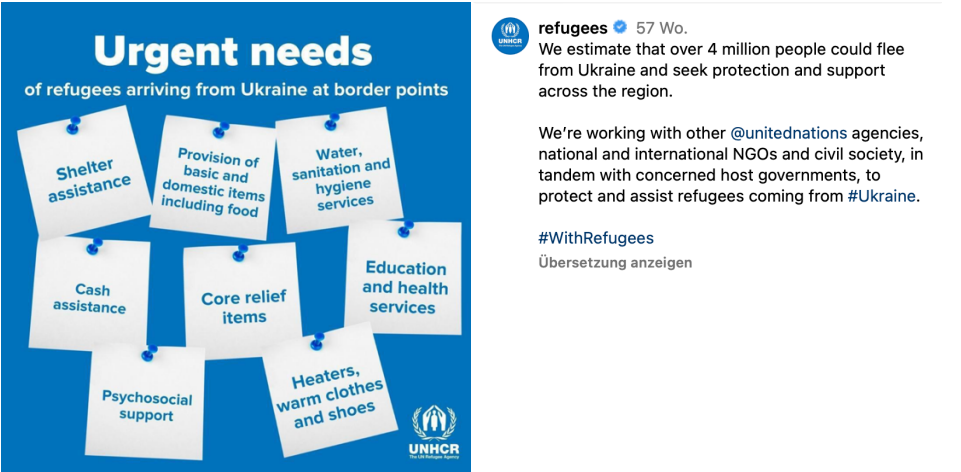 Urgent needs
of refugees arriving from Ukraine at border points
Shelter
assistance
Provision of
basic and
domestic items
including food
Water,
sanitation and
hygiene
services
Cash
assistance
Core relief
items
Education
and health
services
Psychosocial
support
Heaters,
warm clothes
and shoes
UNHCR
The UN Refugee Agency
UNHCR
refugees 57 Wo.
We estimate that over 4 million people could flee
from Ukraine and seek protection and support
across the region.
We’re working with other @unitednations agencies,
national and international NGOs and civil society, in
tandem with concerned host governments, to
protect and assist refugees coming from #Ukraine.
#WithRefugees
Übersetzung anzeigen